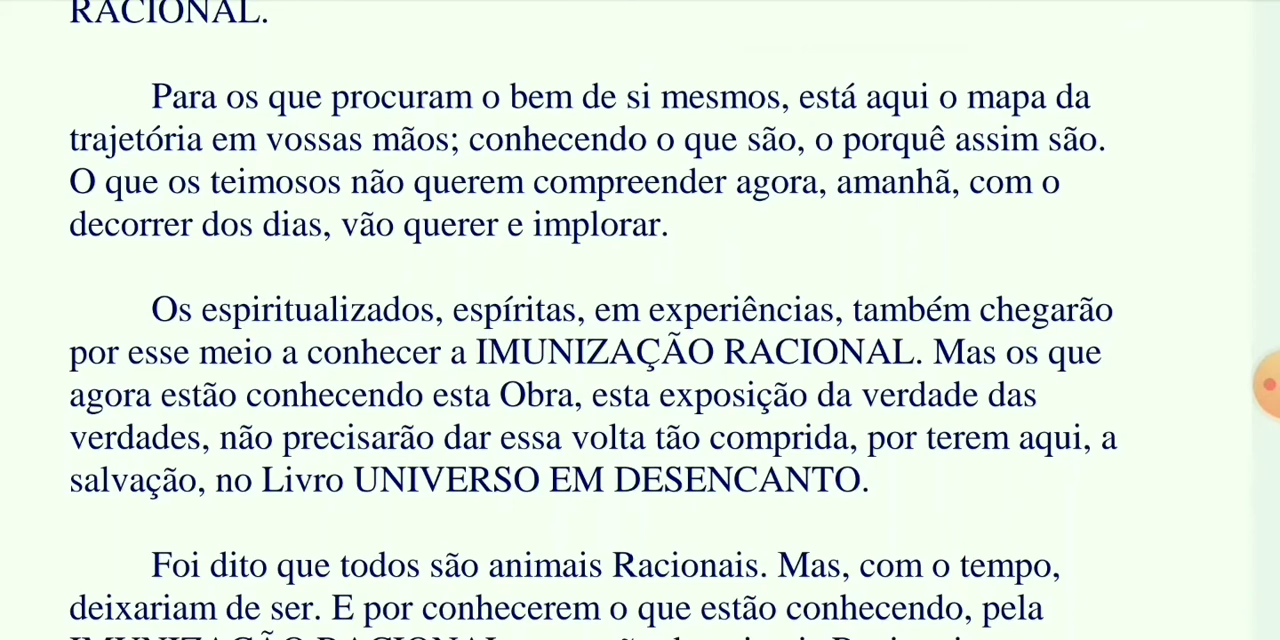 RACIONAL.
Para os que procuram o bem de si mesmos, está aqui o mapa da
trajetória em vossas mãos; conhecendo o que são, o porquê assim são.
O que os teimosos não querem compreender agora, amanhã, com o
decorrer dos dias, vão querer e implorar.
Os espiritualizados, espíritas, em experiências, também chegarão
por esse meio a conhecer a IMUNIZAÇÃO RACIONAL. Mas os que
agora estão conhecendo esta Obra, esta exposição da verdade das
verdades, não precisarão dar essa volta tão comprida, por terem aqui, a
salvação, no Livro UNIVERSO EM DESENCANTO.
Foi dito que todos são animais Racionais. Mas, com o tempo,
deixariam de ser. E por conhecerem o que estão conhecendo, pela
IMUNIZAÇÃO RACIONAL